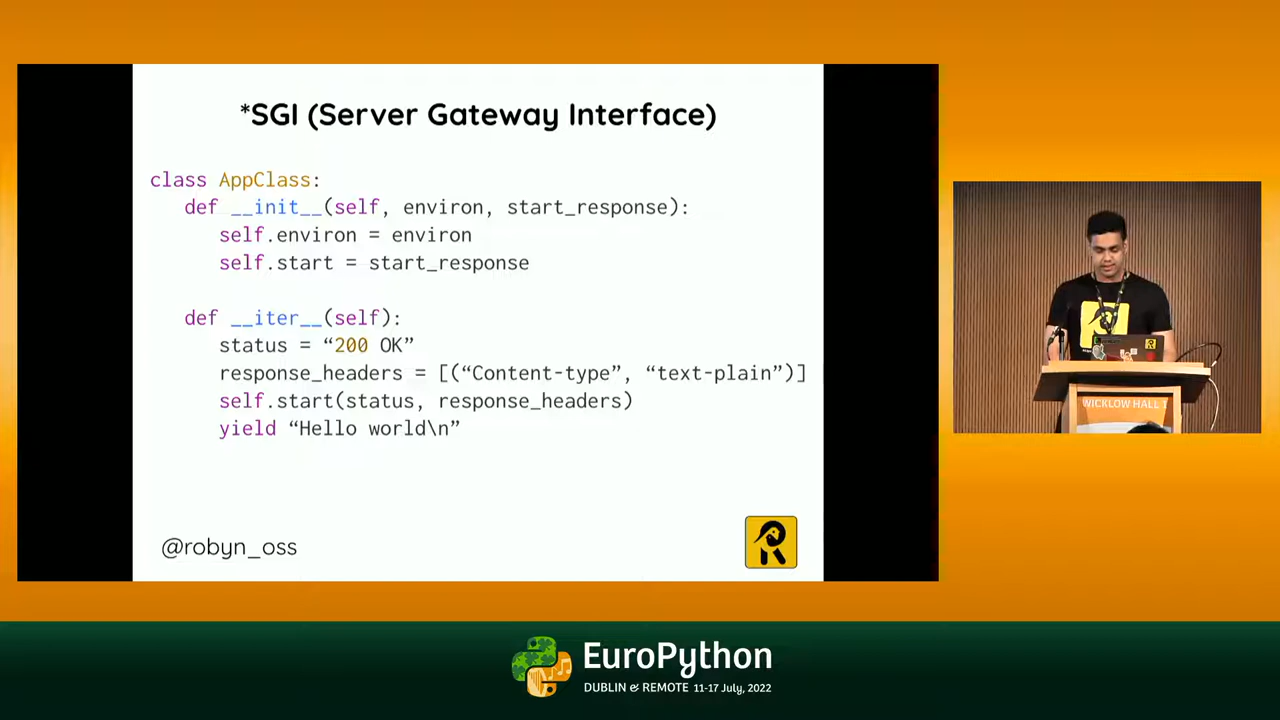 *SGI (Server Gateway Interface)
class AppClass:
def __init__(self, environ, start_response):
self.environ = environ
self.start = start_response
def __iter__(self):
status = “200 OK”
response_headers = [(“Content-type”, “text-plain”)]
self.start(status, response_headers)
yield “Hello world\n”
@robyn_oss
R
WICKLOW HALL 1
EuroPython
DUBLIN & REMOTE 11-17 July, 2022